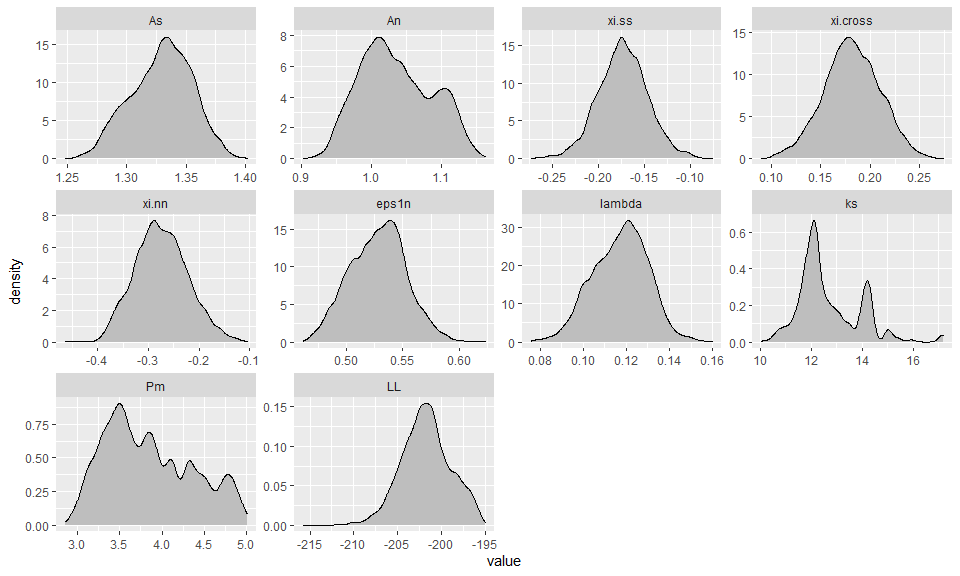 As An xi.ss xi.cross
15 10 5 0
8 6 4 2 0
15 10 5 0
15 10 5 0
1.25 1.30 1.35 1.40
0.9 1.0 1.1
-0.25 -0.20 -0.15 -0.10
0.10 0.15 0.20 0.25
xi.nn eps1n lambda ks
8 6 4 2 0
15 10 5 0
30 20 10 0
0.6 0.4 0.2 0.0
-0.4 -0.3 -0.2 -0.1
0.50 0.55 0.60
0.08 0.10 0.12 0.14 0.16
10 12 14 16
Pm LL
0.75 0.50 0.25 0.00
0.15 0.10 0.05 0.00
3.0 3.5 4.0 4.5 5.0
-215 -210 -205 -200 -195
density
value